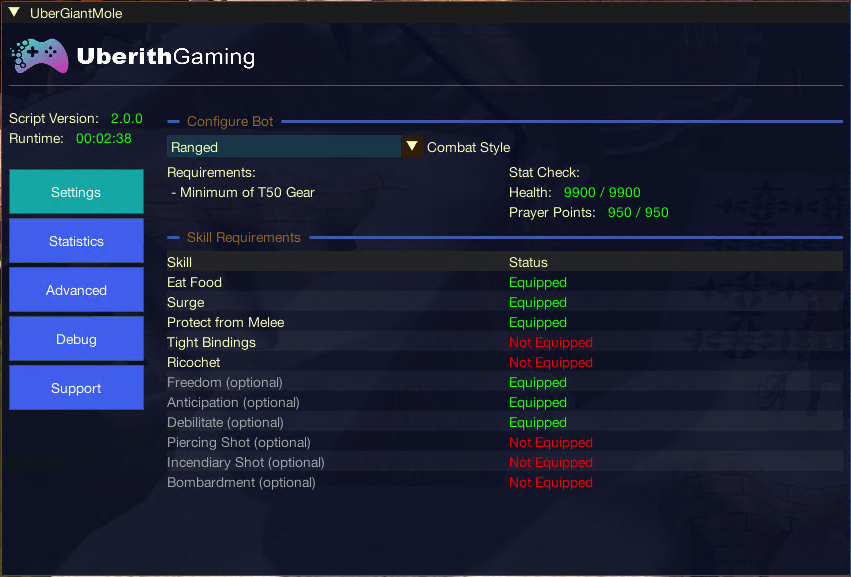 UberGiantMole
UberithGaming
Script Version: 2.0.0
Runtime: 00:02:38
Settings
Statistics
Advanced
Debug
Support
Configure Bot
Ranged Combat Style
Requirements:
- Minimum of T50 Gear
Stat Check:
Health: 9900 / 9900
Prayer Points: 950 / 950
Skill Requirements
Skill Status
Eat Food Equipped
Surge Equipped
Protect from Melee Equipped
Tight Bindings Not Equipped
Ricochet Not Equipped
Freedom (optional) Equipped
Anticipation (optional) Equipped
Debilitate (optional) Equipped
Piercing Shot (optional) Not Equipped
Incendiary Shot (optional) Not Equipped
Bombardment (optional) Not Equipped